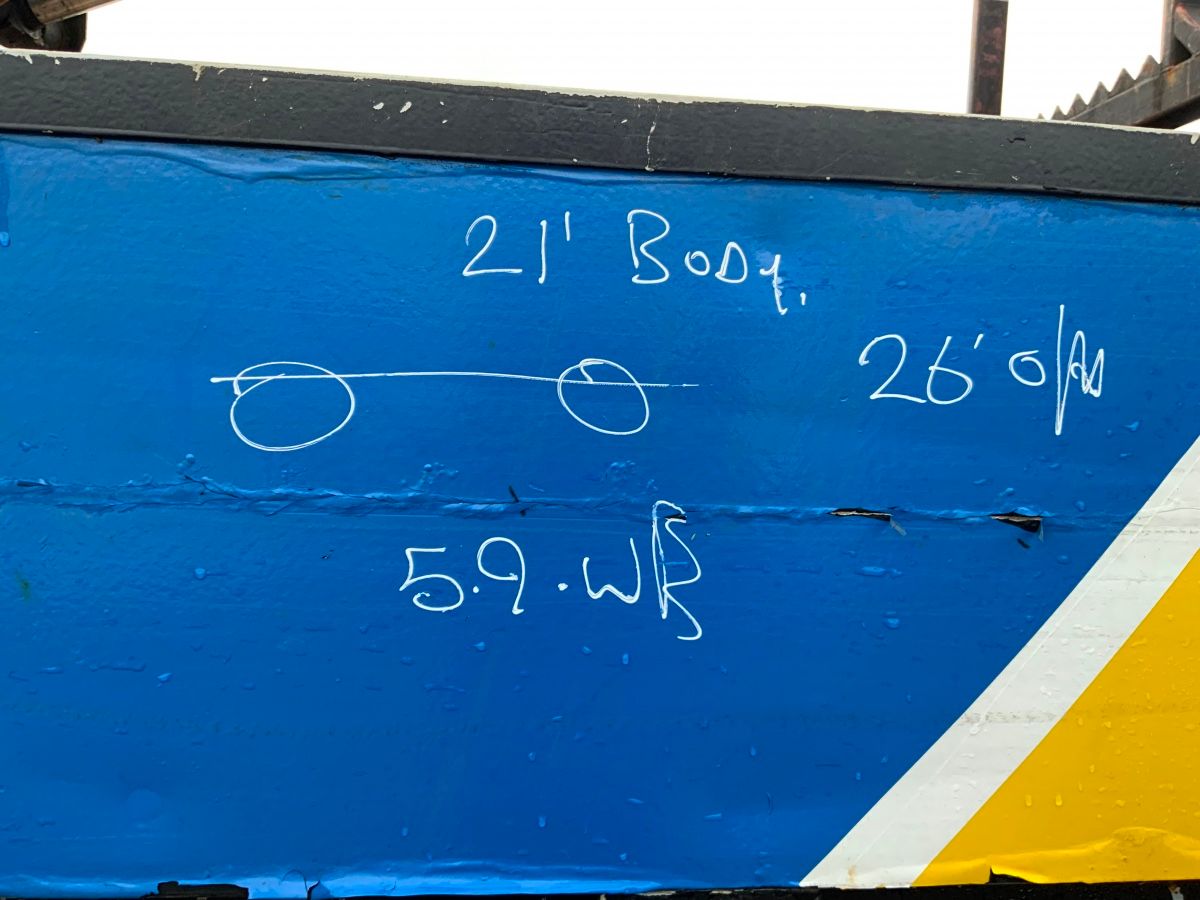 21' BODY.
26' O/A
5.9.WB